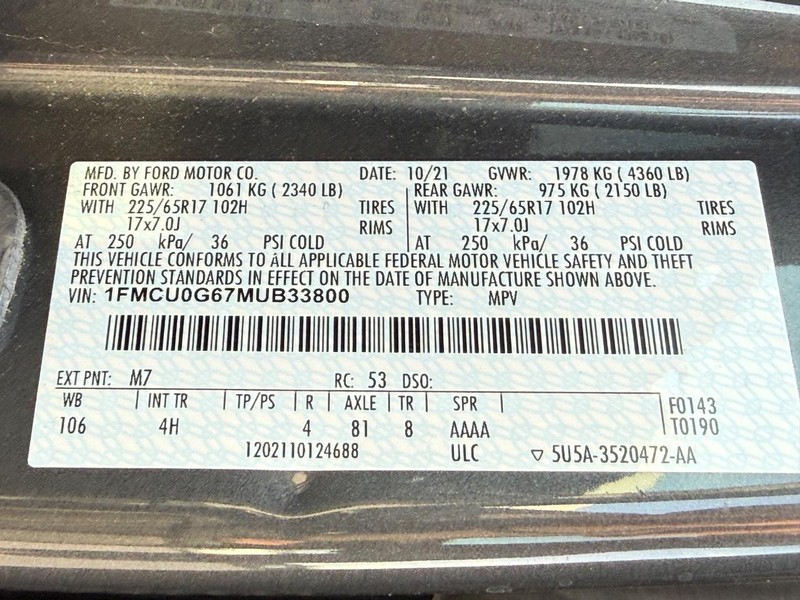 MFD. BY FORD MOTOR CO. DATE: 10/21 GVWR: 1978 KG ( 4360 LB)
FRONT GAWR: 1061 KG ( 2340 LB) REAR GAWR: 975 KG ( 2150 LB)
WITH 225/65R17 102H TIRES WITH 225/65R17 102H TIRES
17x7.0J RIMS 17x7.0J RIMS
AT 250 kPa/ 36 PSI COLD AT 250 kPa/ 36 PSI COLD
THIS VEHICLE CONFORMS TO ALL APPLICABLE FEDERAL MOTOR VEHICLE SAFETY AND THEFT
PREVENTION STANDARDS IN EFFECT ON THE DATE OF MANUFACTURE SHOWN ABOVE.
VIN: 1FMCU0G67MUB33800 TYPE: MPV
EXT PNT: M7 RC: 53 DSO:
WB INT TR TP/PS R AXLE TR SPR F0143
106 4H 4 81 8 AAAA T0190
1202110124688 ULC ▽ 5U5A-3520472-AA